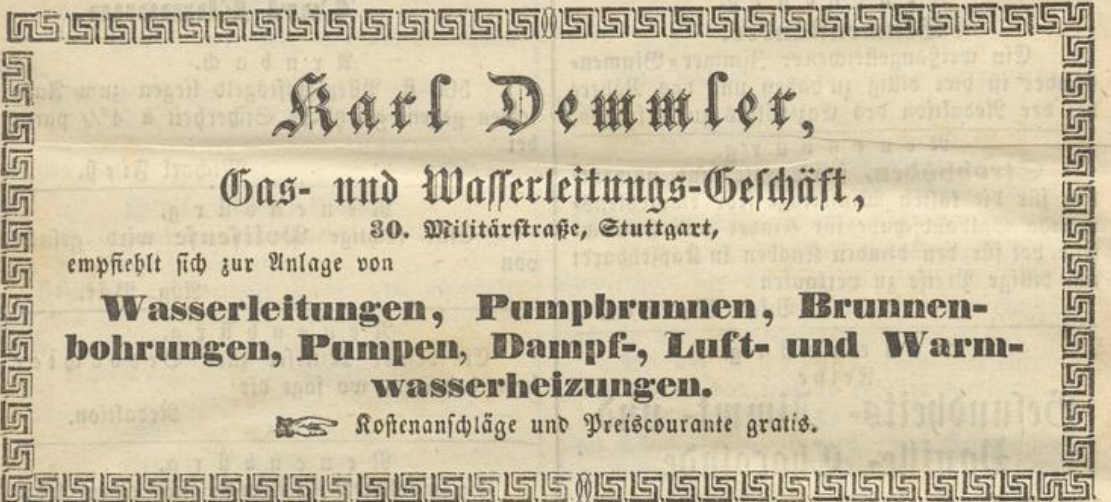 Karl Demmler,
Gas- und Wasserleitungs-Geschäft,
30. Militärstraße, Stuttgart,
empfiehlt sich zur Anlage von
Wasserleitungen, Pumpbrunnen, Brunnen-
bohrungen, Pumpen, Dampf-, Luft- und Warm-
wasserheizungen.
☞ Kostenanschläge und Preiscourante gratis.